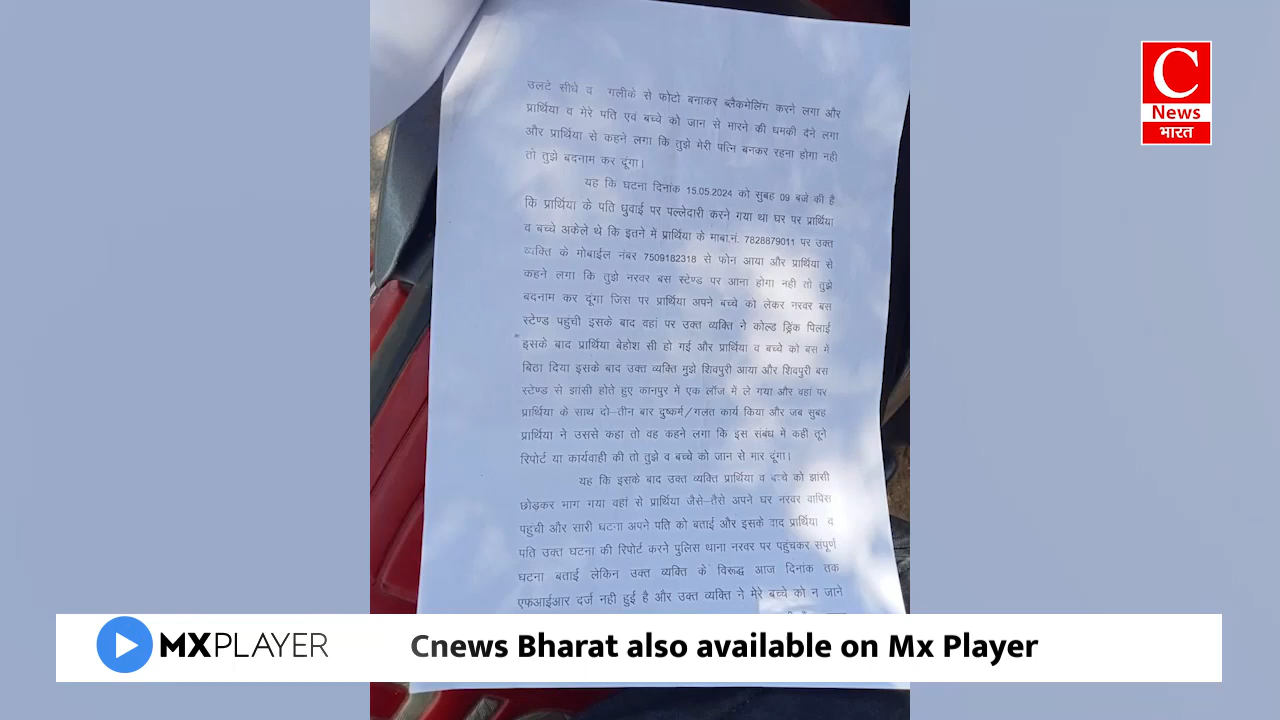 उलटे सीधे व गलीके से फोटो बनाकर ब्लैकमेलिंग करने लगा और
प्रार्थिया व मेरे पति एवं बच्चे को जान से मारने की धमकी देने लगा
और प्रार्थिया से कहने लगा कि तुझे मेरी पत्नि बनकर रहना होगा नही
तो तुझे बदनाम कर दूंगा।
यह कि घटना दिनांक 15.05.2024 को सुबह 09 बजे की है
कि प्रार्थिया के पति धुवाई पर पल्लेदारी करने गया था घर पर प्रार्थिया
व बच्चे अकेले थे कि इतने में प्रार्थिया के माबा.नं. 7828879011 पर उक्त
व्यक्ति के मोबाईल नंबर 7509182318 से फोन आया और प्रार्थिया से
कहने लगा कि तुझे नरवर बस स्टेण्ड पर आना होगा नही तो तुझे
बदनाम कर दूंगा जिस पर प्रार्थिया अपने बच्चे को लेकर नरवर बस
स्टेण्ड पहुंची इसके बाद वहां पर उक्त व्यक्ति ने कोल्ड ड्रिंक पिलाई
इसके बाद प्रार्थिया बेहोश सी हो गई और प्रार्थिया व बच्चे को बस में
बिठा दिया इसके बाद उक्त व्यक्ति मुझे शिवपुरी आया और शिवपुरी बस
स्टेण्ड से झांसी होते हुए कानपुर में एक लॉज में ले गया और वहां पर
प्रार्थिया के साथ दो-तीन बार दुष्कर्म/गलत कार्य किया और जब सुबह
प्रार्थिया ने उससे कहा तो वह कहने लगा कि इस संबंध में कही तूने
रिपोर्ट या कार्यवाही की तो तुझे व बच्चे को जान से मार दूंगा।
यह कि इसके बाद उक्त व्यक्ति प्रार्थिया व बच्चे को झांसी
छोड़कर भाग गया वहां से प्रार्थिया जैसे-तैसे अपने घर नरवर वापिस
पहुंची और सारी घटना अपने पति को बताई और इसके बाद प्रार्थिया व
पति उक्त घटना की रिपोर्ट करने पुलिस थाना नरवर पर पहुंचकर संपूर्ण
घटना बताई लेकिन उक्त व्यक्ति के विरूद्ध आज दिनांक तक
एफआईआर दर्ज नही हुई है और उक्त व्यक्ति ने मेरे बच्चे को न जाने
C
News
भारत
MXPLAYER
Cnews Bharat also available on Mx Player